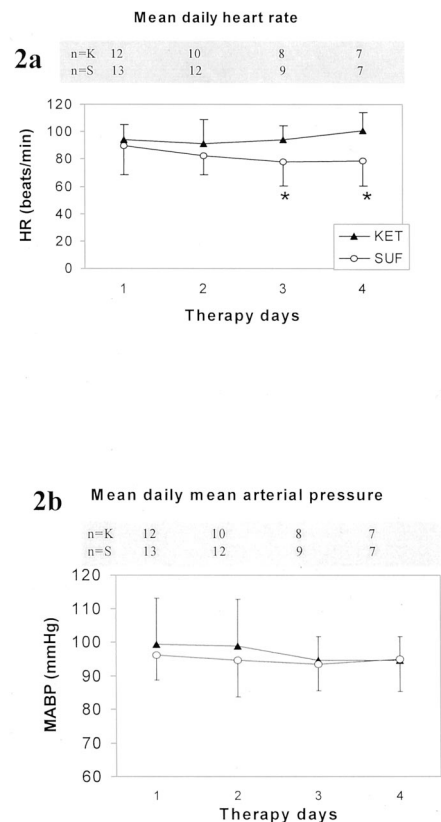 Mean daily heart rate
2a
n=K 12 10 8 7
n=S 13 12 9 7
120
100
80
60
40
20
0
HR (beats/min)
* *
KET
SUF
1 2 3 4
Therapy days
2b Mean daily mean arterial pressure
n=K 12 10 8 7
n=S 13 12 9 7
120
110
100
90
80
70
60
MABP (mmHg)
1 2 3 4
Therapy days